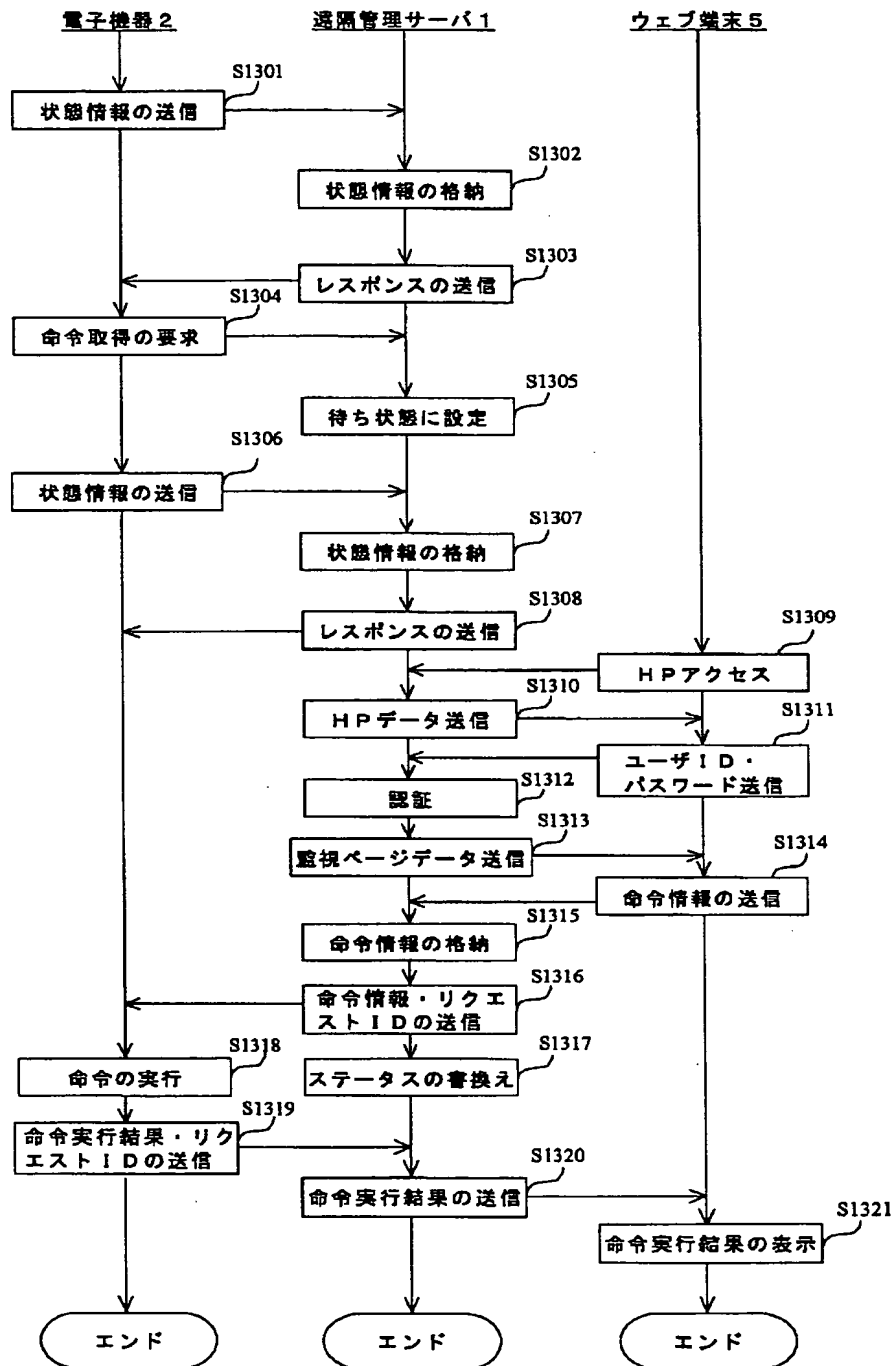 電子機器2
遠隔管理サーバ1
ウェブ端末5
S1301
状態情報の送信
S1302
状態情報の格納
S1303
レスポンスの送信
S1304
命令取得の要求
S1305
待ち状態に設定
S1306
状態情報の送信
S1307
状態情報の格納
S1308
レスポンスの送信
S1309
HPアクセス
S1310
HPデータ送信
S1311
ユーザID・
パスワード送信
S1312
認証
S1313
監視ページデータ送信
S1314
命令情報の送信
S1315
命令情報の格納
S1316
命令情報・リクエ
ストIDの送信
S1317
ステータスの書換え
S1318
命令の実行
S1319
命令実行結果・リク
エストIDの送信
S1320
命令実行結果の送信
S1321
命令実行結果の表示
エンド
エンド
エンド